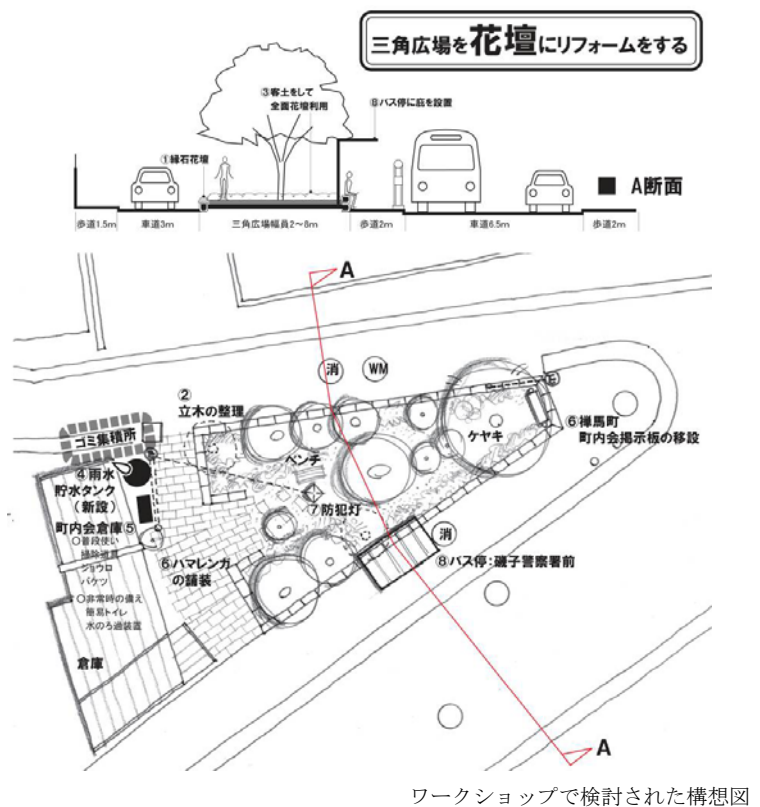 三角広場を花壇にリフォームをする
③客土をして
全面花壇利用
⑧バス停に庇を設置
①縁石花壇
■ A断面
歩道1.5m
車道3m
三角広場幅員2〜8m
歩道2m
車道6.5m
歩道2m
A
消
WM
②
立木の整理
ゴミ集積所
ケヤキ
⑥禅馬町
町内会掲示板の移設
ベンチ
④雨水
貯水タンク
(新設)
⑦防犯灯
町内会倉庫⑤
○普段使い
掃除道具
ジョウロ
バケツ
○非常時の備え
簡易トイレ
水のろ過装置
⑥ハマレンガ
の舗装
消
⑧バス停:磯子警察署前
倉庫
A
ワークショップで検討された構想図